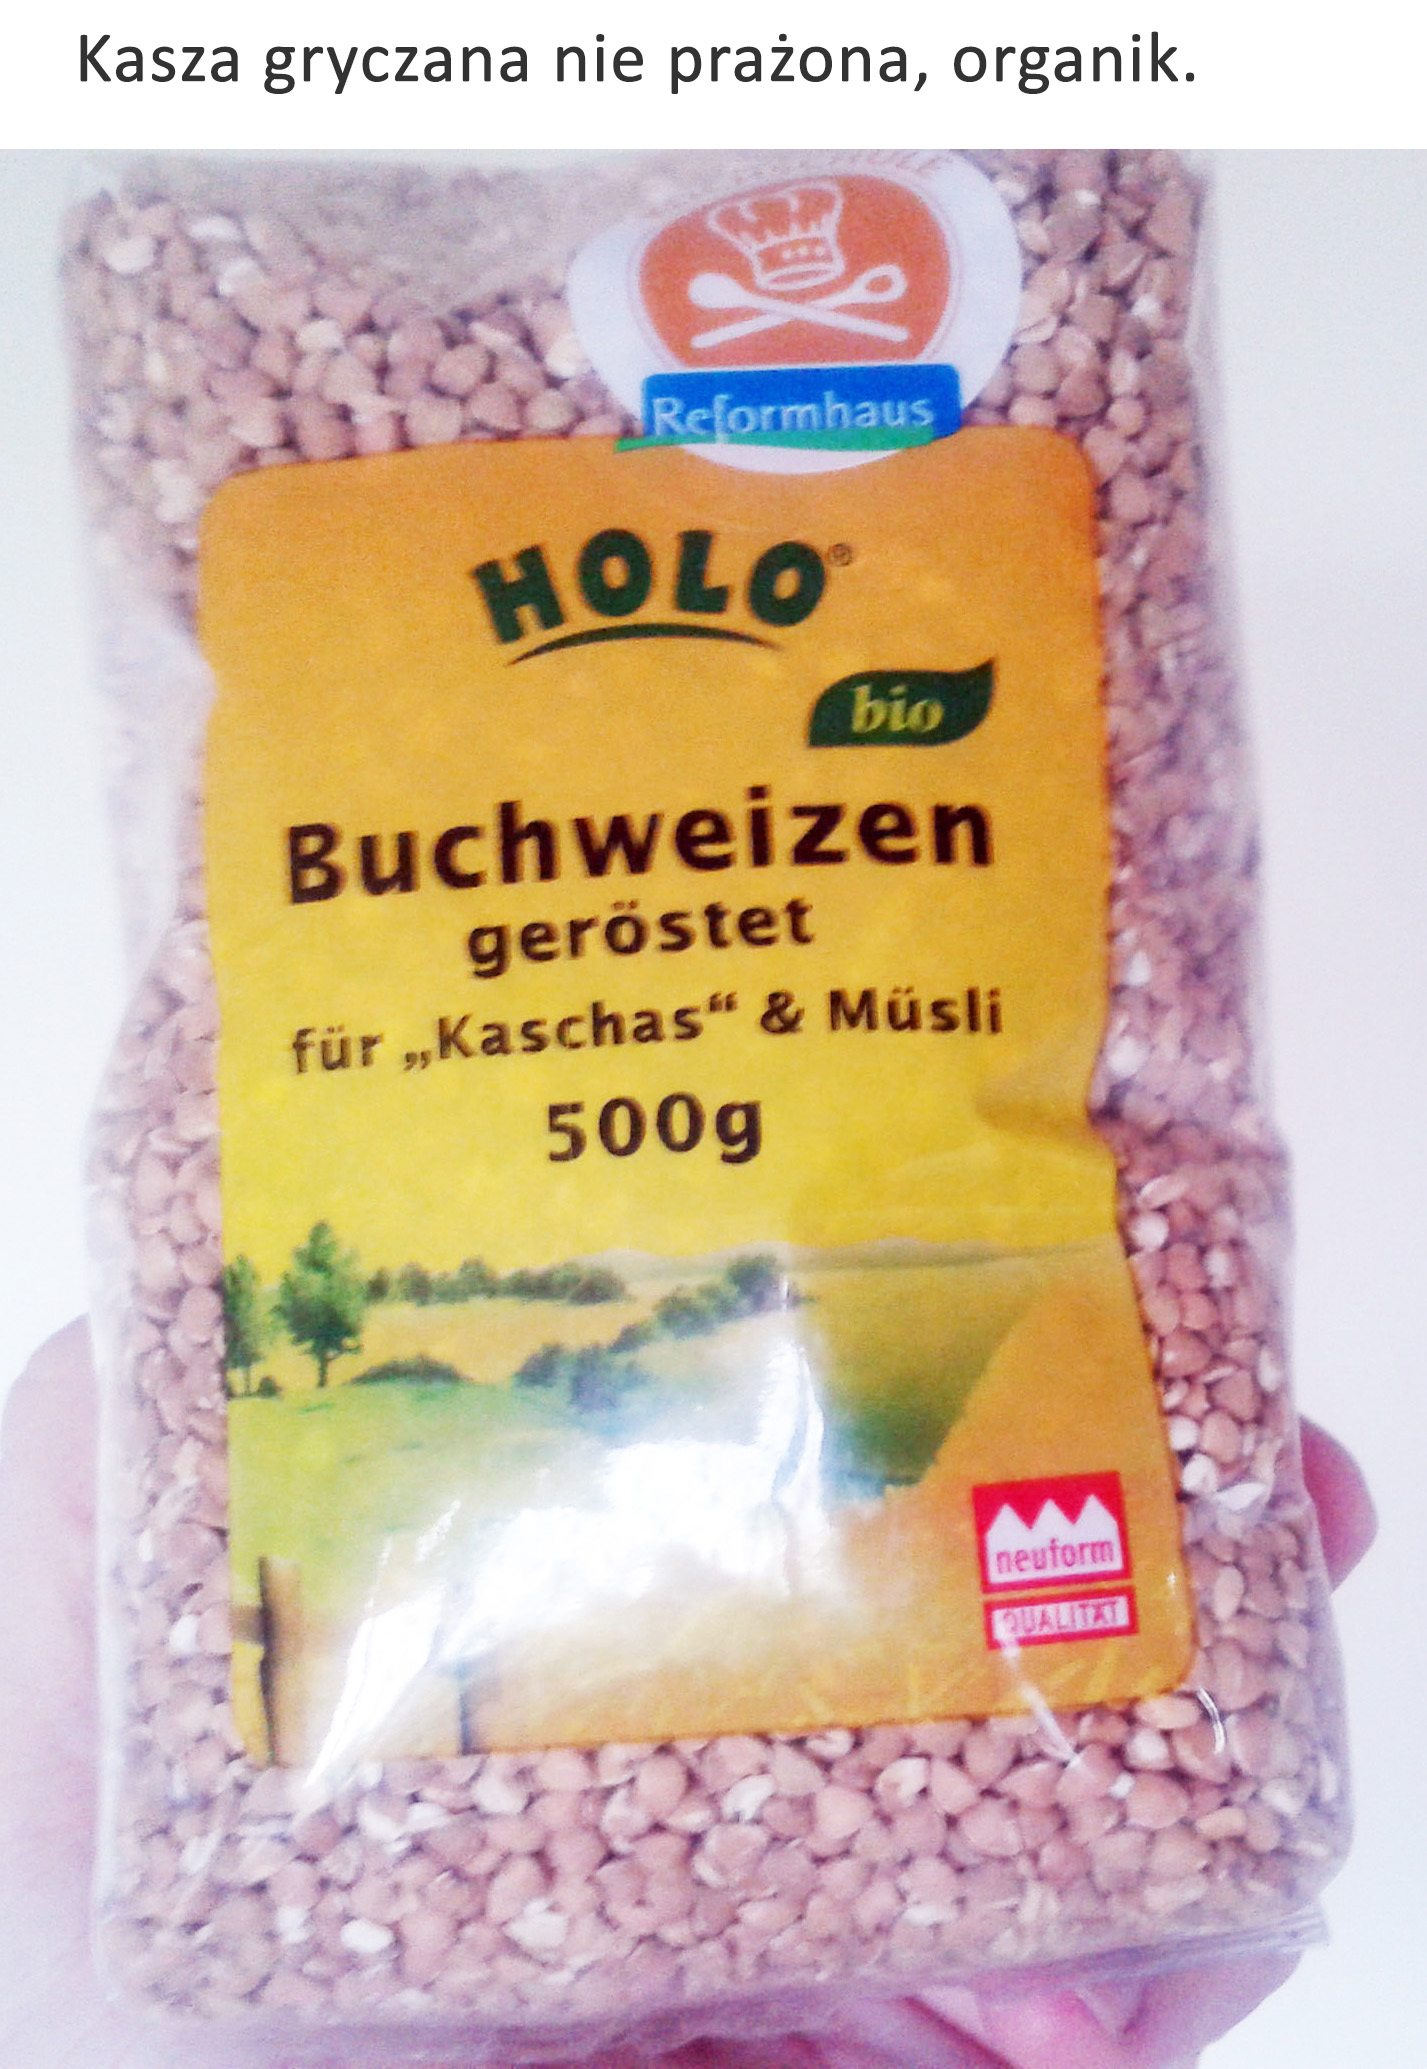 Kasza gryczana nie prażona, organik.
Reformhaus
HOLO®
bio
Buchweizen
geröstet
für „Kaschas“ & Müsli
500g
neuform
QUALITÄT